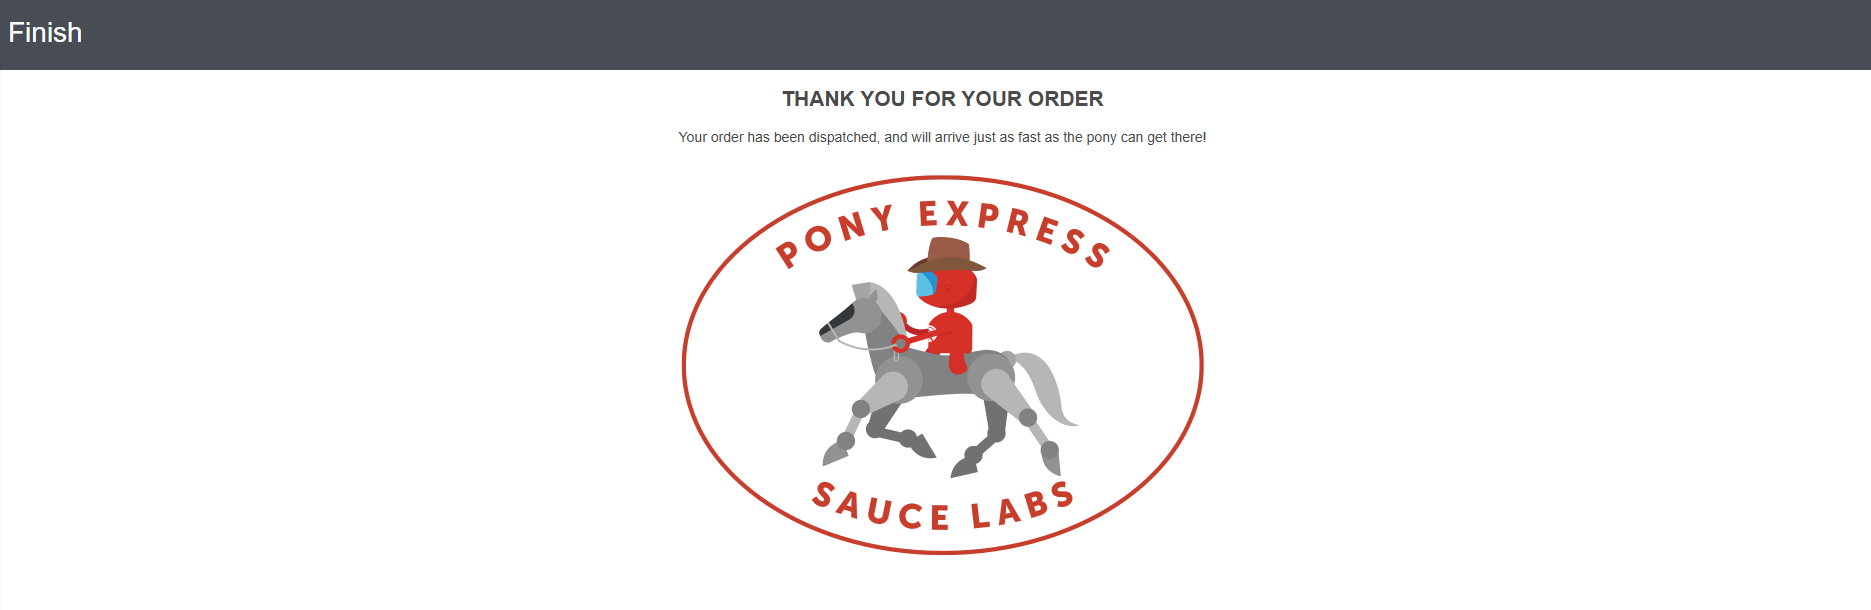 Finish
THANK YOU FOR YOUR ORDER
Your order has been dispatched, and will arrive just as fast as the pony can get there!
PONY EXPRESS
SAUCE LABS